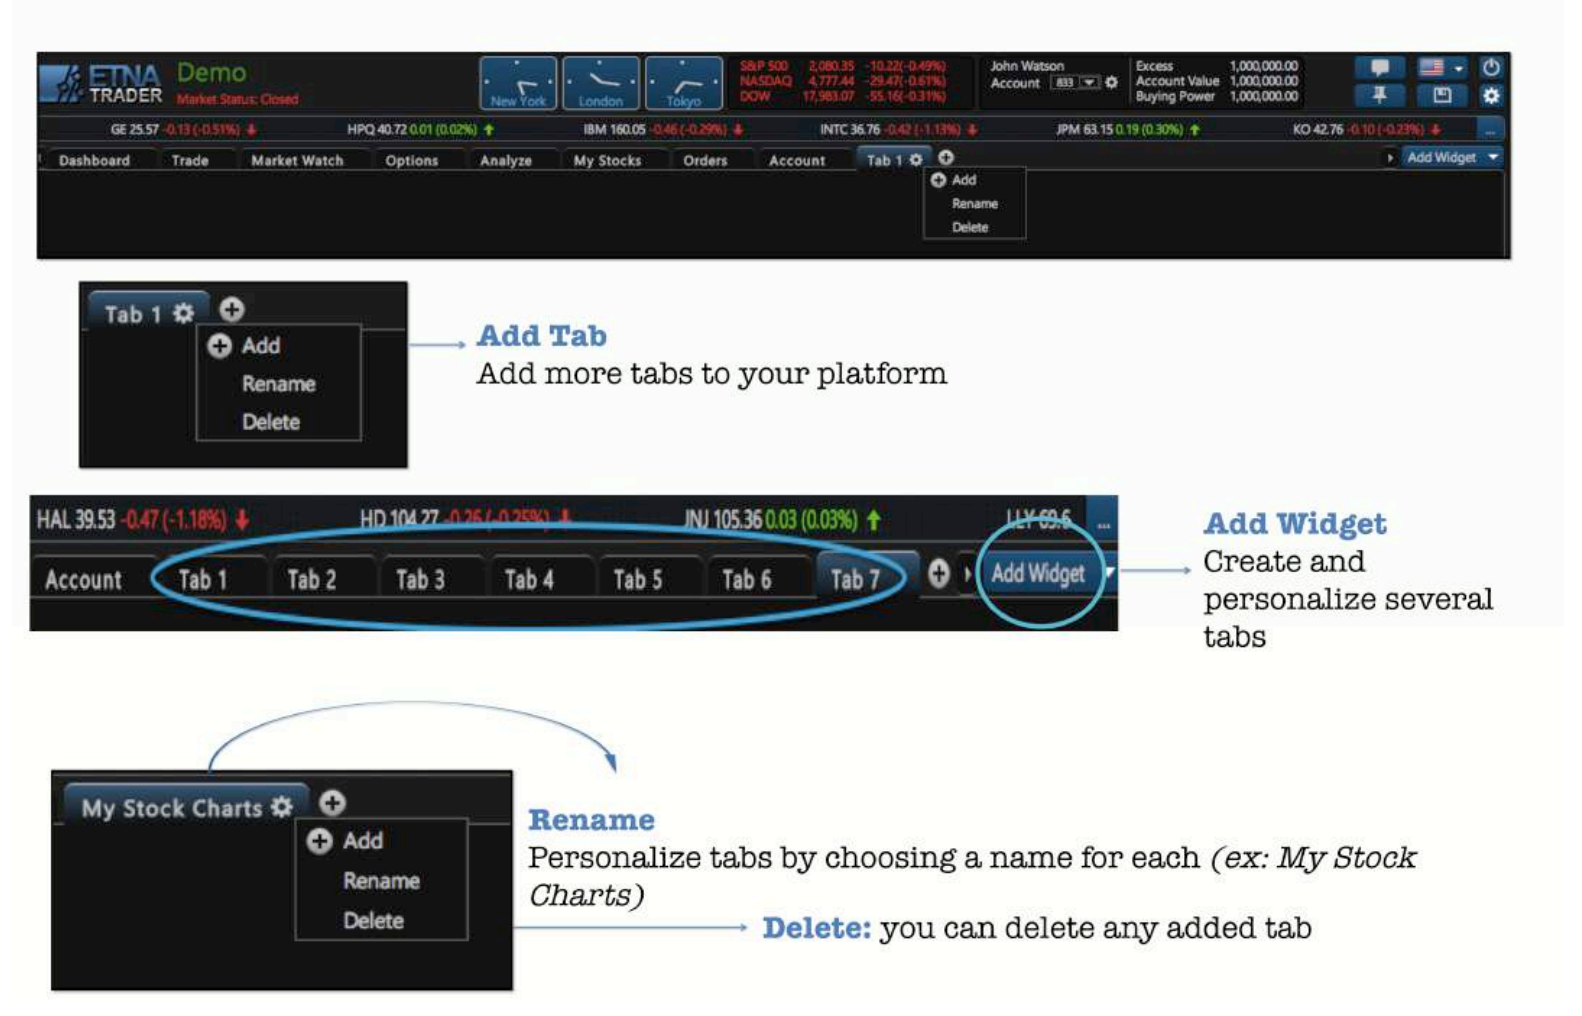 ETNA TRADER Demo
Market Status: Closed
New York London Tokyo
S&P 500 2,080.35 -10.22(-0.49%)
NASDAQ 4,777.44 -29.47(-0.61%)
DOW 17,983.07 -55.16(-0.31%)
John Watson
Account 833
Excess 1,000,000.00
Account Value 1,000,000.00
Buying Power 1,000,000.00
GE 25.57 -0.13 (-0.51%) HPQ 40.72 0.01 (0.02%) IBM 160.05 -0.46 (-0.29%) INTC 36.76 -0.42 (-1.13%) JPM 63.15 0.19 (0.30%) KO 42.76 -0.10 (-0.23%) ...
Dashboard Trade Market Watch Options Analyze My Stocks Orders Account Tab 1 Add Widget
Add
Rename
Delete
Tab 1
Add
Rename
Delete
Add Tab
Add more tabs to your platform
HAL 39.53 -0.47 (-1.18%) HD 104.27 -0.26 (-0.25%) JNJ 105.36 0.03 (0.03%) LLY 69.6 ...
Account Tab 1 Tab 2 Tab 3 Tab 4 Tab 5 Tab 6 Tab 7 Add Widget
Add Widget
Create and
personalize several
tabs
My Stock Charts
Add
Rename
Delete
Rename
Personalize tabs by choosing a name for each (ex: My Stock
Charts)
Delete: you can delete any added tab